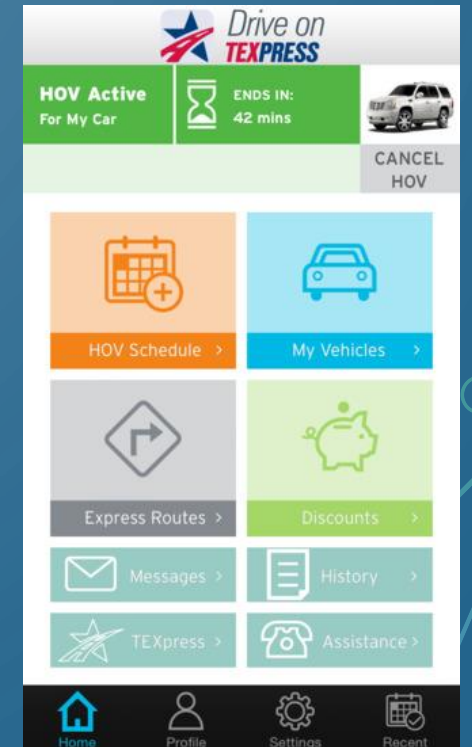 Drive on
TEXPRESS
HOV Active
For My Car
ENDS IN:
42 mins
CANCEL
HOV
HOV Schedule >
My Vehicles >
Express Routes >
Discounts >
Messages >
History >
TEXpress >
Assistance >
Home
Profile
Settings
Recent